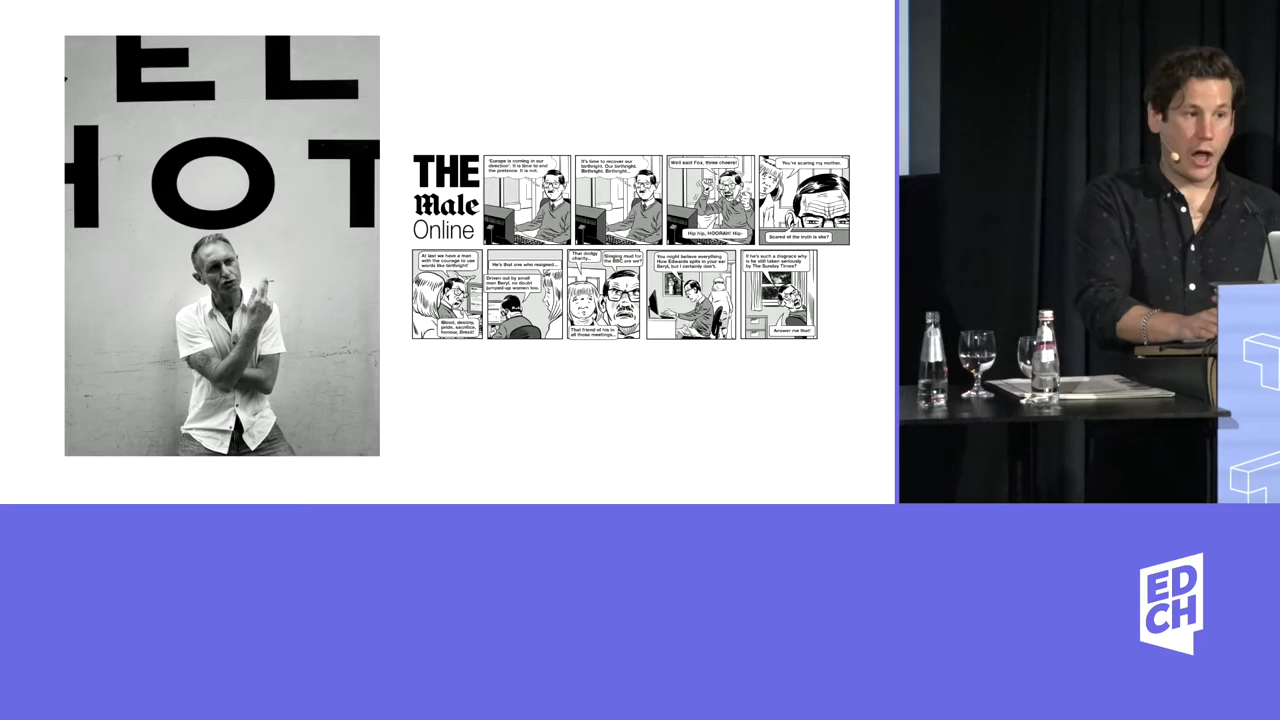 EL
HOT
THE
Male
Online
'Europe is coming in our
direction'. It is time to end
the pretence. It is not.
It's time to recover our
birthright. Our birthright.
Birthright. Birthright...
Well said Fox, three cheers!
Hip hip, HOORAH! Hip-
'You're scaring my mother.
Scared of the truth is she?
At last we have a man
with the courage to use
words like birthright!
Blood, destiny,
pride, sacrifice,
honour, Brexit!
He's that one who resigned...
Driven out by small
men Beryl, no doubt
jumped-up women too.
That dodgy
charity...
Slinging mud for
the BBC are we?
That friend of his in
all those meetings...
You might believe everything
Huw Edwards spits in your ear
Beryl, but I certainly don't.
If he's such a disgrace why
is he still taken seriously
by The Sunday Times?
Answer me that!
ED
CH